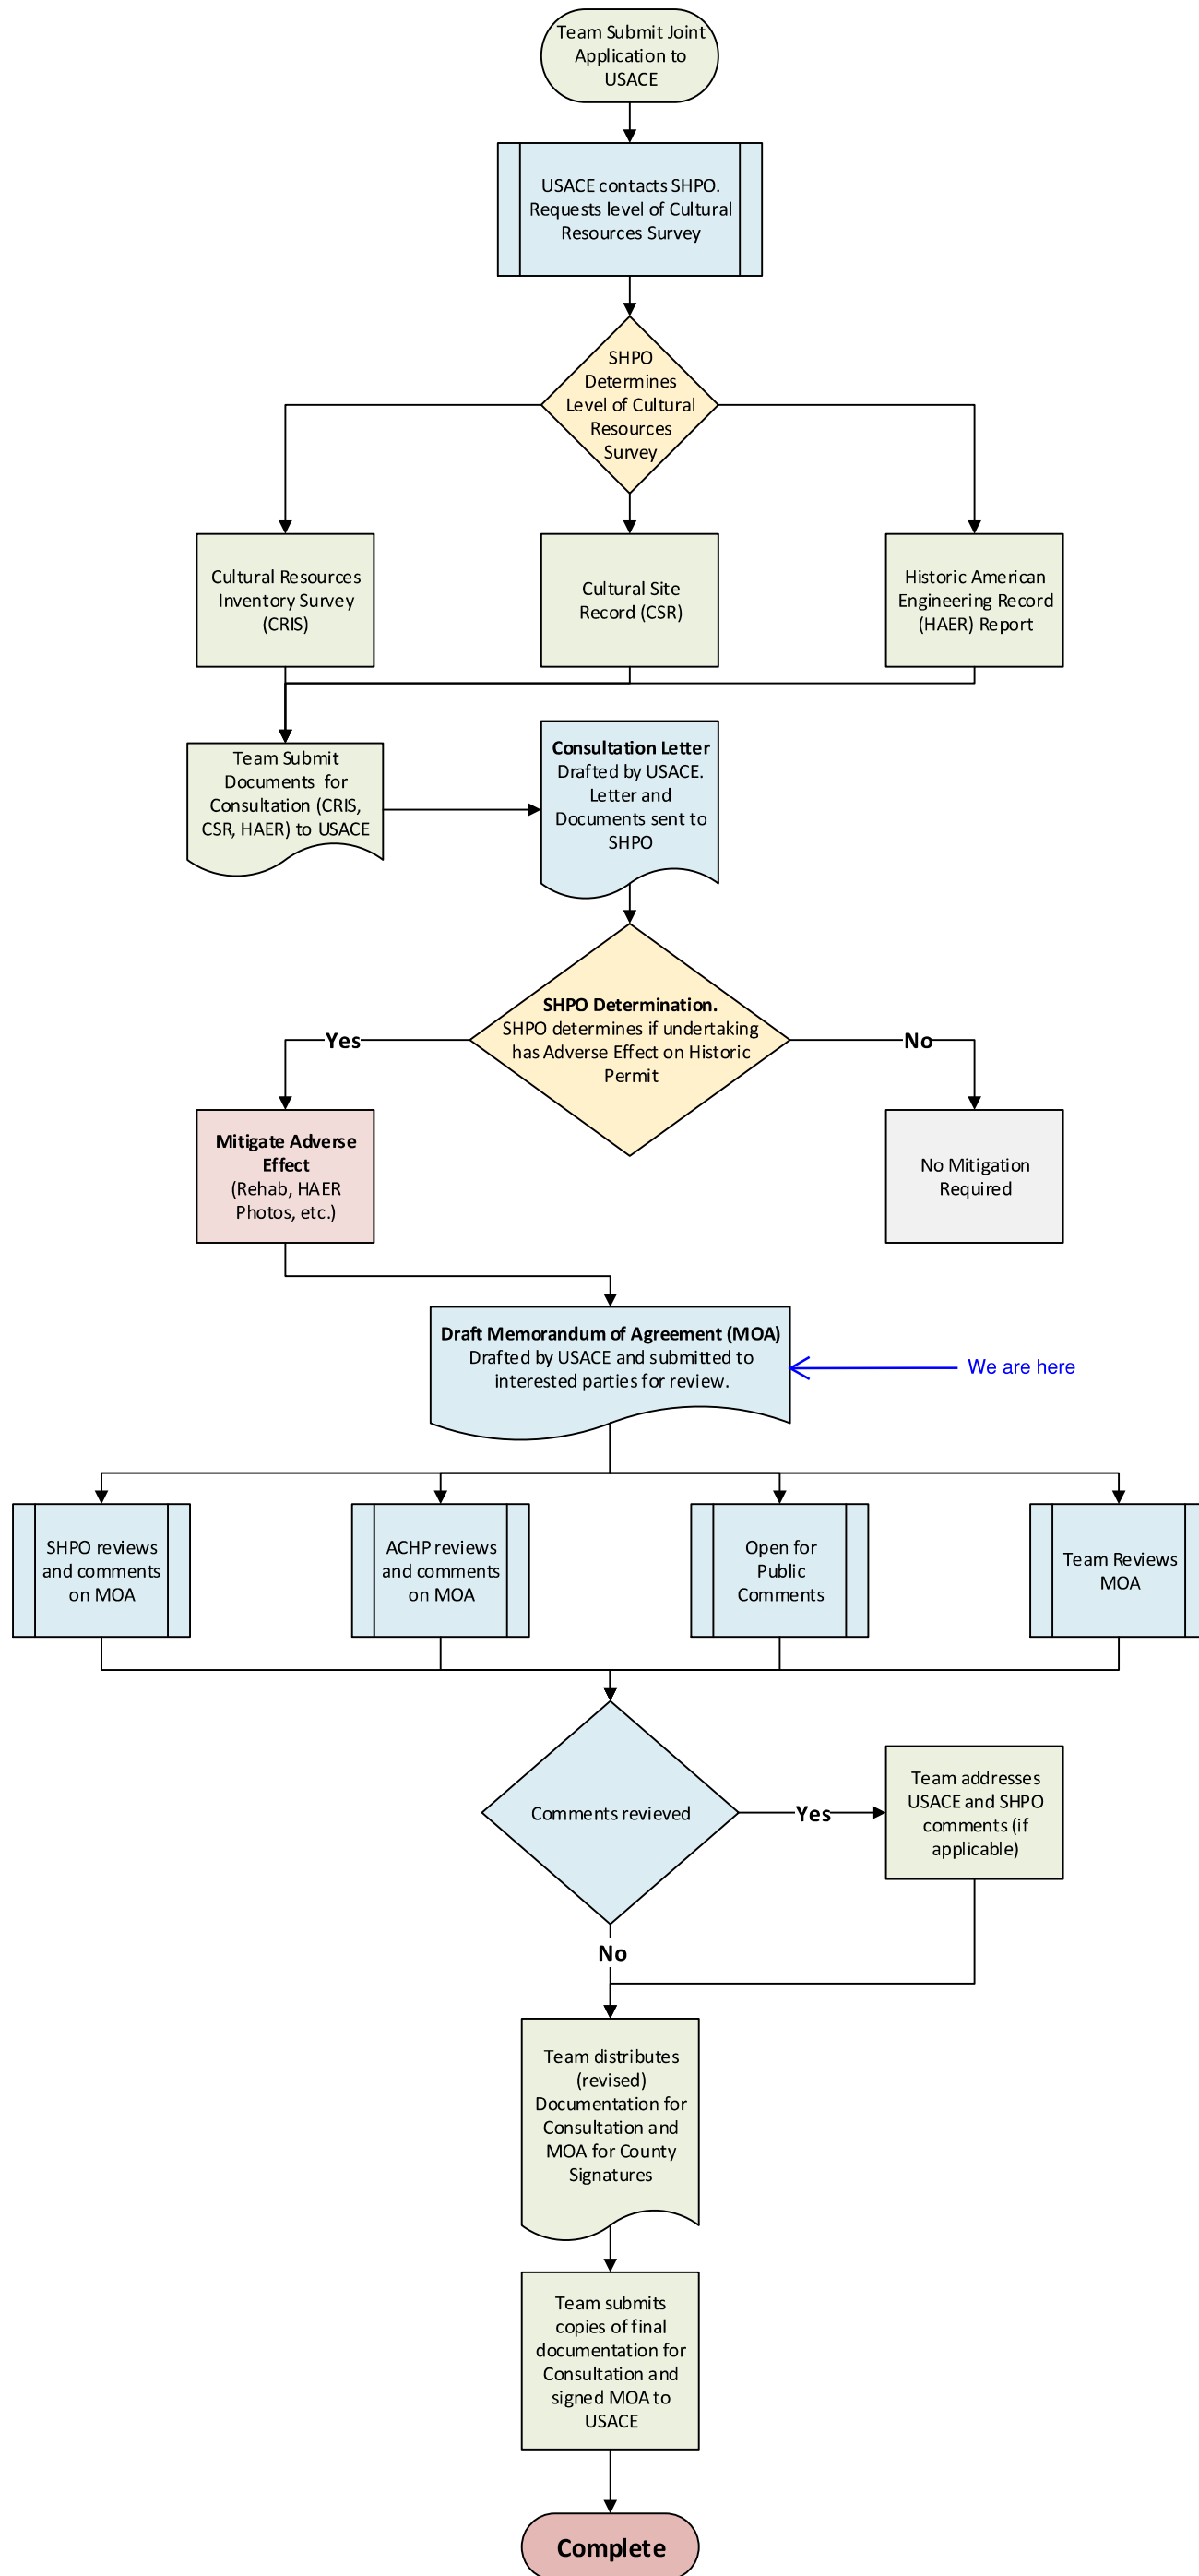 Team Submit Joint
Application to
USACE
USACE contacts SHPO.
Requests level of Cultural
Resources Survey
SHPO
Determines
Level of Cultural
Resources
Survey
Cultural Resources
Inventory Survey
(CRIS)
Cultural Site
Record (CSR)
Historic American
Engineering Record
(HAER) Report
Team Submit
Documents for
Consultation (CRIS,
CSR, HAER) to USACE
Consultation Letter
Drafted by USACE.
Letter and
Documents sent to
SHPO
SHPO Determination.
SHPO determines if undertaking
has Adverse Effect on Historic
Permit
Yes
No
Mitigate Adverse
Effect
(Rehab, HAER
Photos, etc.)
No Mitigation
Required
Draft Memorandum of Agreement (MOA)
Drafted by USACE and submitted to
interested parties for review.
We are here
SHPO reviews
and comments
on MOA
ACHP reviews
and comments
on MOA
Open for
Public
Comments
Team Reviews
MOA
Comments revieved
Yes
Team addresses
USACE and SHPO
comments (if
applicable)
No
Team distributes
(revised)
Documentation for
Consultation and
MOA for County
Signatures
Team submits
copies of final
documentation for
Consultation and
signed MOA to
USACE
Complete